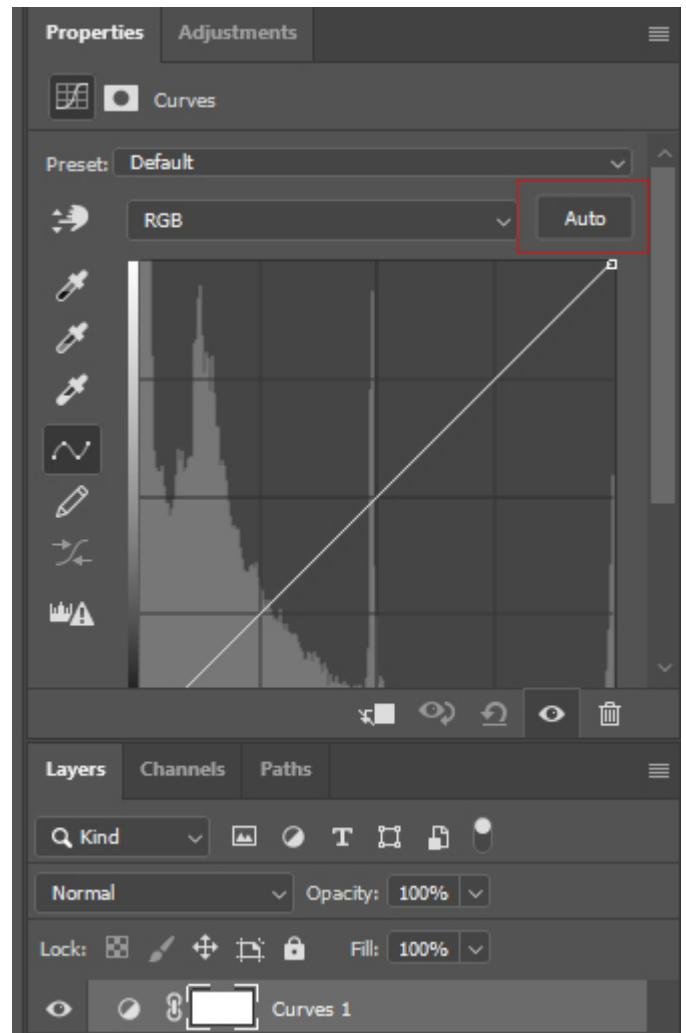 Properties Adjustments
Curves
Preset: Default
RGB Auto
Layers Channels Paths
Kind T
Normal Opacity: 100%
Lock: Fill: 100%
Curves 1